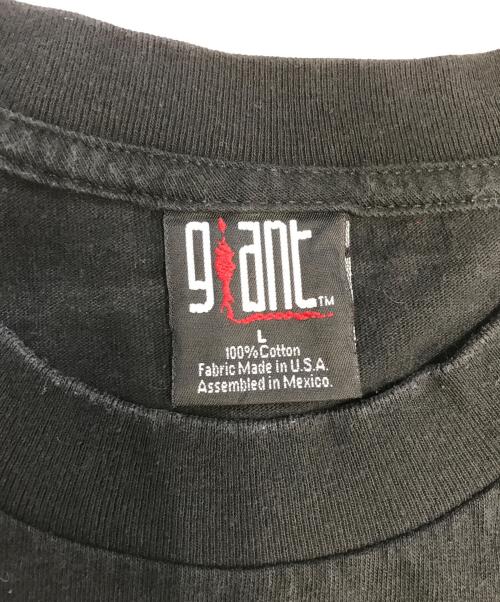 giant™
L
100% Cotton
Fabric Made in U.S.A.
Assembled in Mexico.